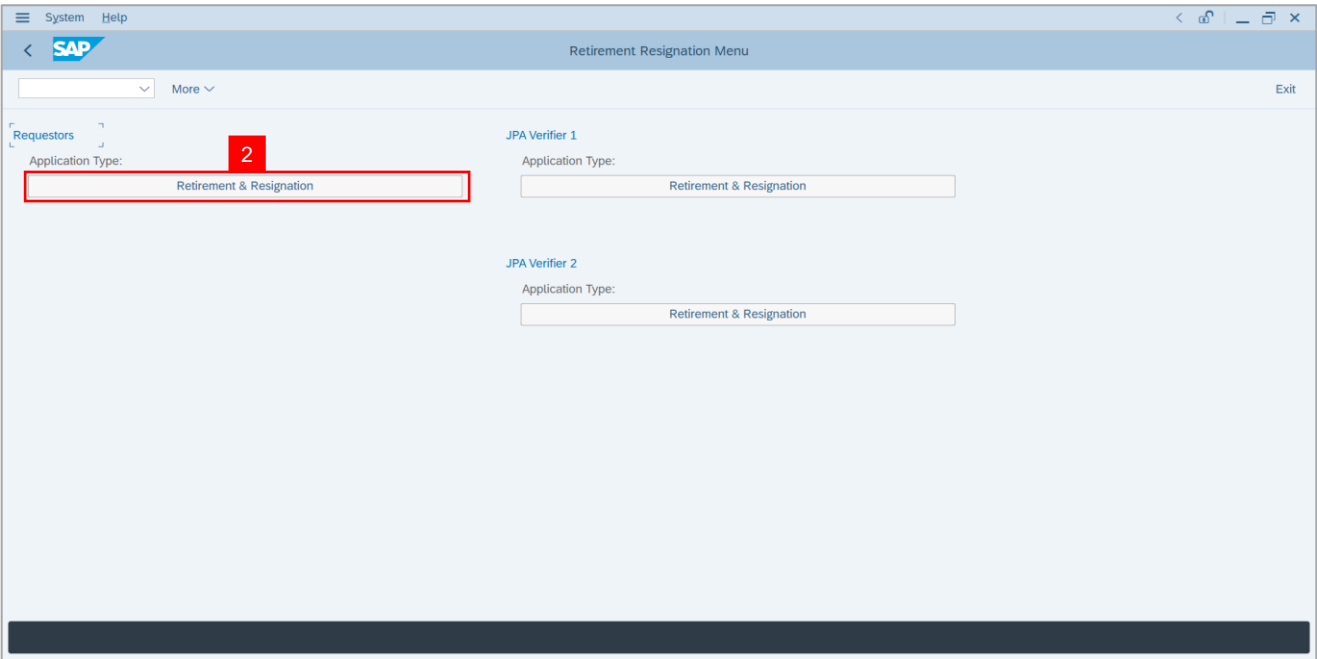 System Help
SAP Retirement Resignation Menu
More Exit
Requestors
Application Type:
2
Retirement & Resignation
JPA Verifier 1
Application Type:
Retirement & Resignation
JPA Verifier 2
Application Type:
Retirement & Resignation